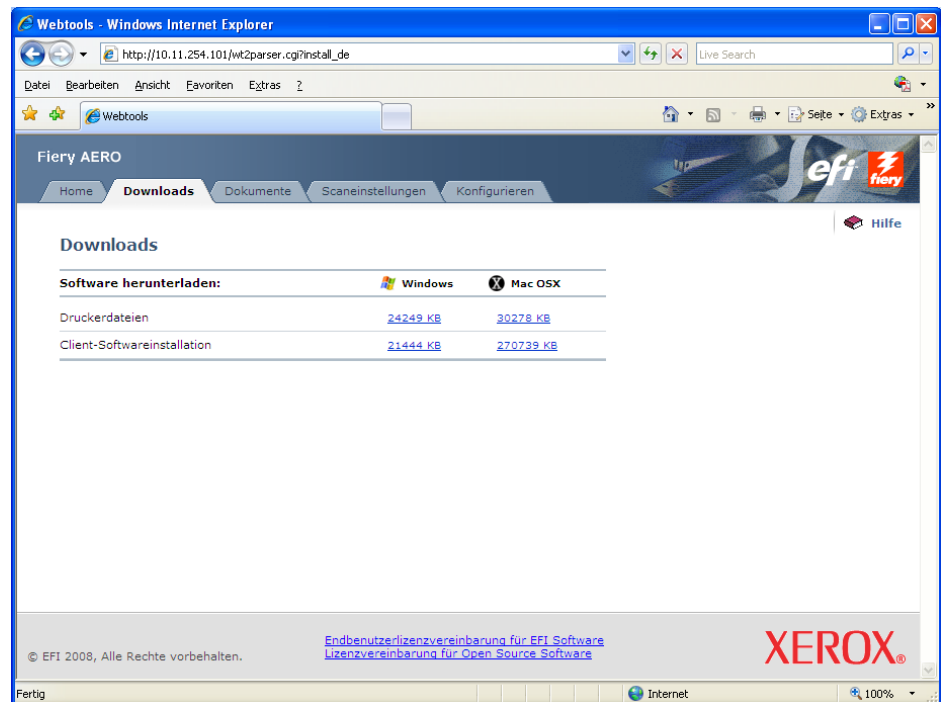 Webtools - Windows Internet Explorer
http://10.11.254.101/wt2parser.cgi?install_de
Live Search
Datei Bearbeiten Ansicht Favoriten Extras ?
Webtools
Seite Extras »
Fiery AERO
efi fiery
Home Downloads Dokumente Scaneinstellungen Konfigurieren
Hilfe
Downloads
Software herunterladen: Windows X Mac OSX
Druckerdateien 24249 KB 30278 KB
Client-Softwareinstallation 21444 KB 270739 KB
Endbenutzerlizenzvereinbarung für EFI Software
© EFI 2008, Alle Rechte vorbehalten.
Lizenzvereinbarung für Open Source Software
XEROX®
Fertig Internet 100%